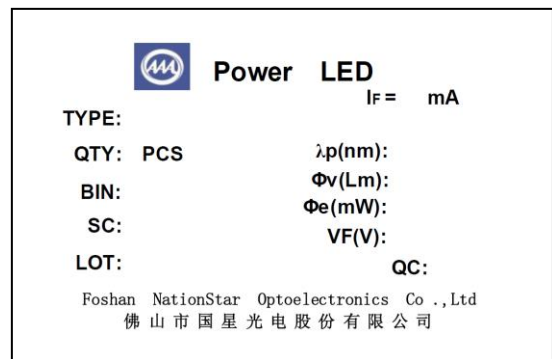 AAA Power LED
IF = mA
TYPE:
QTY: PCS λp(nm):
Φv(Lm):
BIN:
Φe(mW):
SC:
VF(V):
LOT: QC:
Foshan NationStar Optoelectronics Co .,Ltd
佛山市国星光电股份有限公司